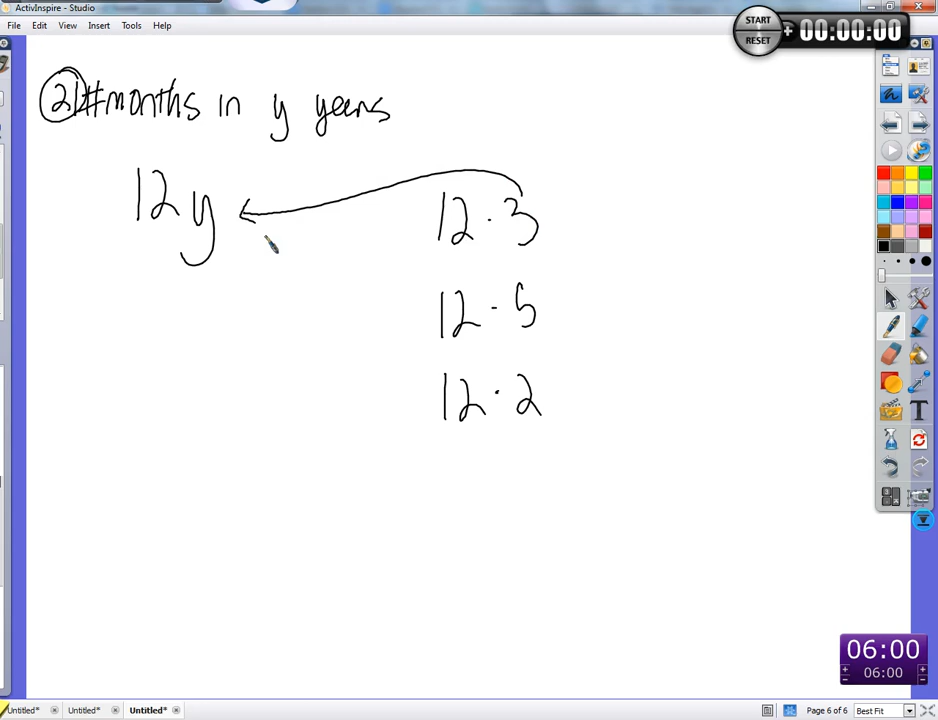 ActivInspire - Studio
START
RESET
00:00:00
File Edit View Insert Tools Help
21 #months in y years
12y
12 · 3
12 · 5
12 · 2
06:00
06:00
Untitled* Untitled* Untitled*
Page 6 of 6
Best Fit